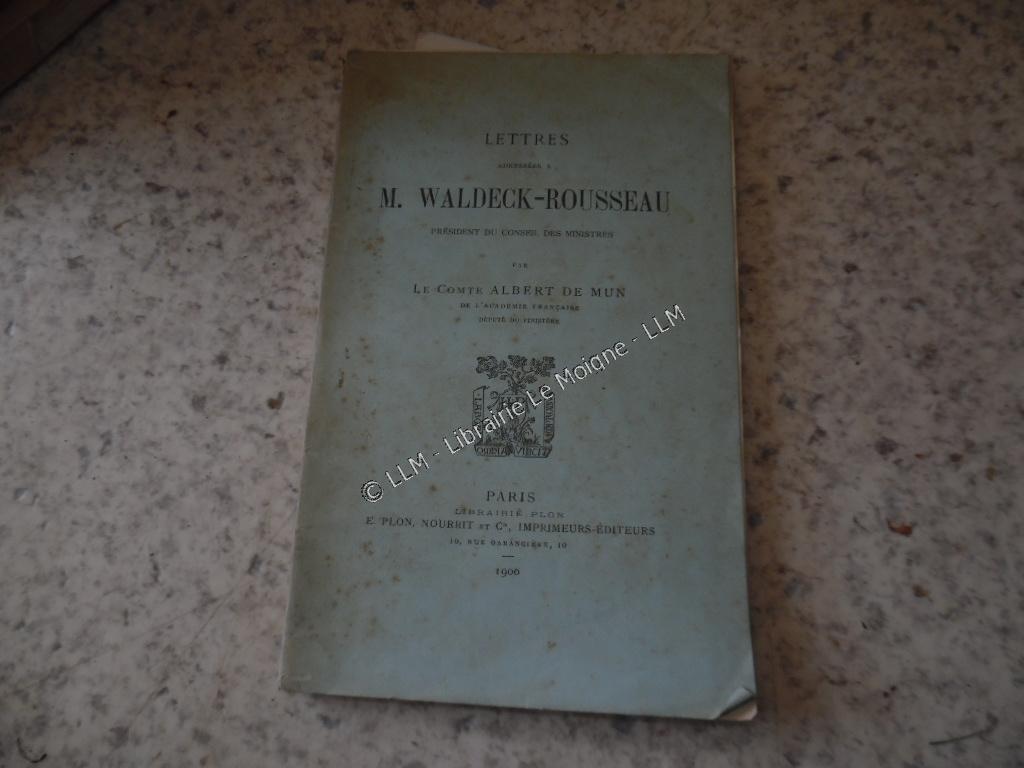 LETTRES
ADRESSÉES A
M. WALDECK-ROUSSEAU
PRÉSIDENT DU CONSEIL DES MINISTRES
PAR
LE COMTE ALBERT DE MUN
DE L'ACADÉMIE FRANÇAISE
DÉPUTÉ DU FINISTÈRE
© LLM - Librairie Le Moigne - LLM
PARIS
LIBRAIRIE PLON
E. PLON, NOURRIT ET Cie, IMPRIMEURS-ÉDITEURS
10, RUE GARANCIÈRE, 10
1900